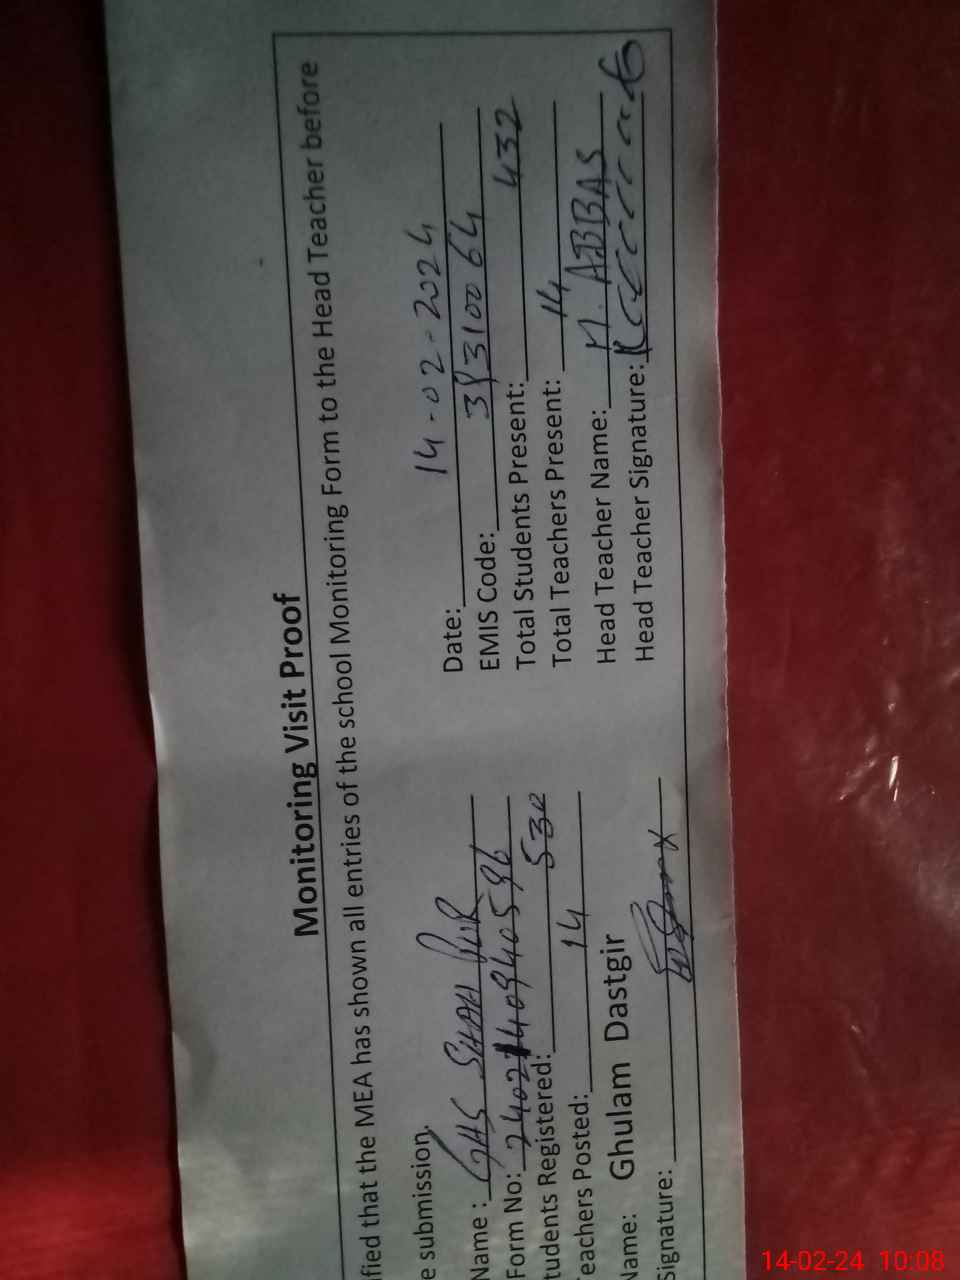 Monitoring Visit Proof
fied that the MEA has shown all entries of the school Monitoring Form to the Head Teacher before
e submission.
Name : GHS SHAH PUR
Form No: 2402140940596
tudents Registered: 530
eachers Posted: 14
Name: Ghulam Dastgir
Signature:
Date: 14-02-2024
EMIS Code: 38310064
Total Students Present: 432
Total Teachers Present: 14
Head Teacher Name: M. ABBAS
Head Teacher Signature:
14-02-24 10:08